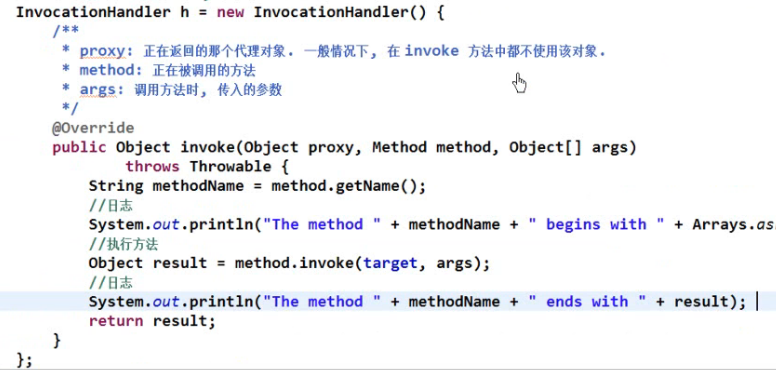 InvocationHandler h = new InvocationHandler() {
/**
* proxy: 正在返回的那个代理对象. 一般情况下, 在 invoke 方法中都不使用该对象.
* method: 正在被调用的方法
* args: 调用方法时, 传入的参数
*/
@Override
public Object invoke(Object proxy, Method method, Object[] args)
throws Throwable {
String methodName = method.getName();
//日志
System.out.println("The method " + methodName + " begins with " + Arrays.as
//执行方法
Object result = method.invoke(target, args);
//日志
System.out.println("The method " + methodName + " ends with " + result);
return result;
}
};